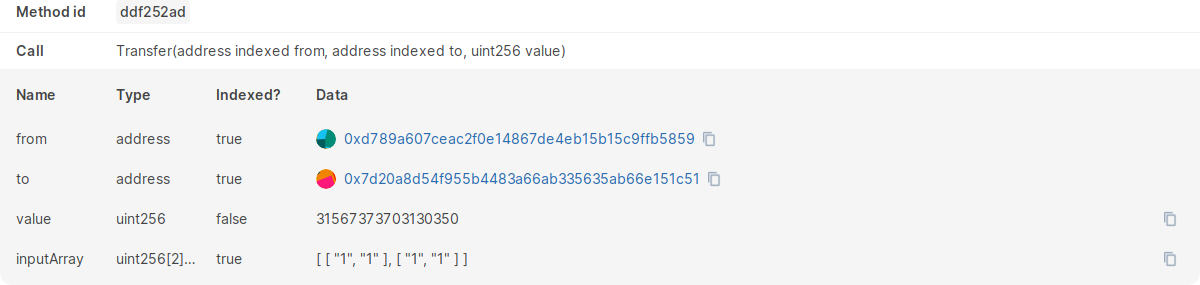 Method id ddf252ad
Call Transfer(address indexed from, address indexed to, uint256 value)
Name Type Indexed? Data
from address true 0xd789a607ceac2f0e14867de4eb15b15c9ffb5859
to address true 0x7d20a8d54f955b4483a66ab335635ab66e151c51
value uint256 false 31567373703130350
inputArray uint256[2]... true [ [ "1", "1" ], [ "1", "1" ] ]